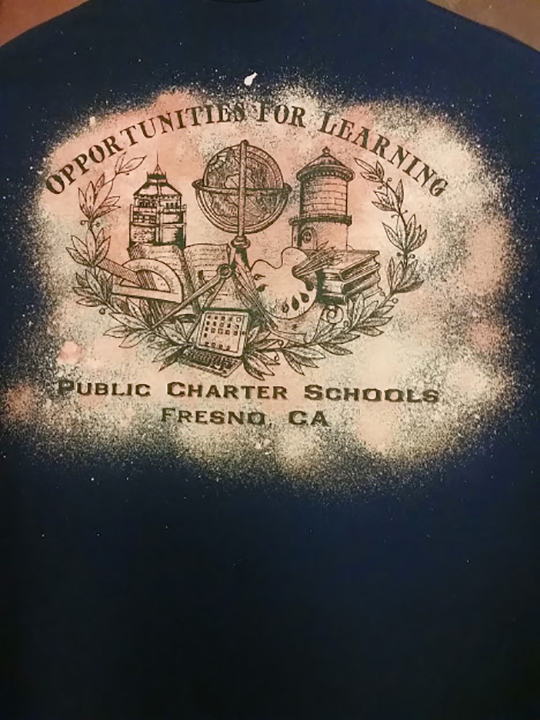 OPPORTUNITIES FOR LEARNING
PUBLIC CHARTER SCHOOLS
FRESNO, CA